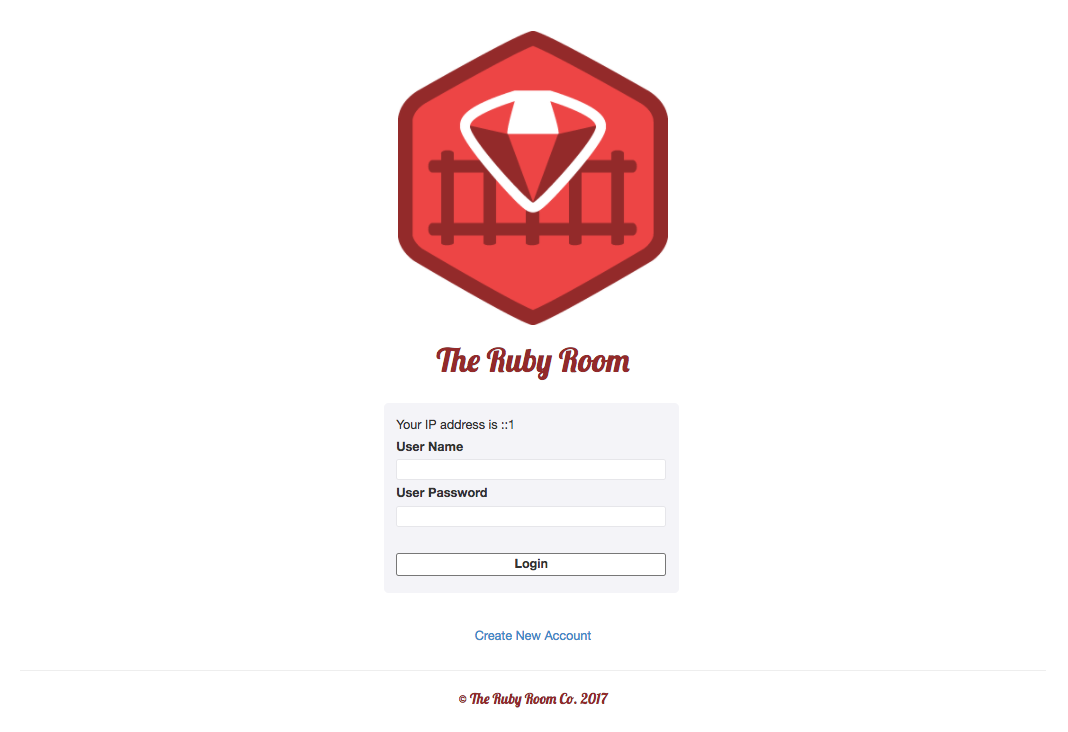 The Ruby Room
Your IP address is ::1
User Name
User Password
Login
Create New Account
© The Ruby Room Co. 2017